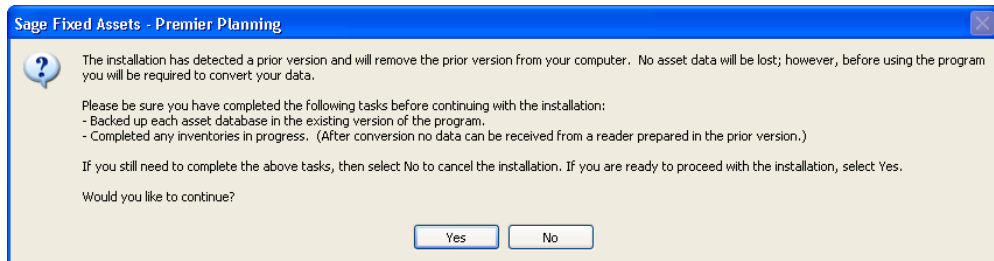 Sage Fixed Assets - Premier Planning
The installation has detected a prior version and will remove the prior version from your computer.  No asset data will be lost; however, before using the program
you will be required to convert your data.
Please be sure you have completed the following tasks before continuing with the installation:
- Backed up each asset database in the existing version of the program.
- Completed any inventories in progress.  (After conversion no data can be received from a reader prepared in the prior version.)
If you still need to complete the above tasks, then select No to cancel the installation. If you are ready to proceed with the installation, select Yes.
Would you like to continue?
Yes No